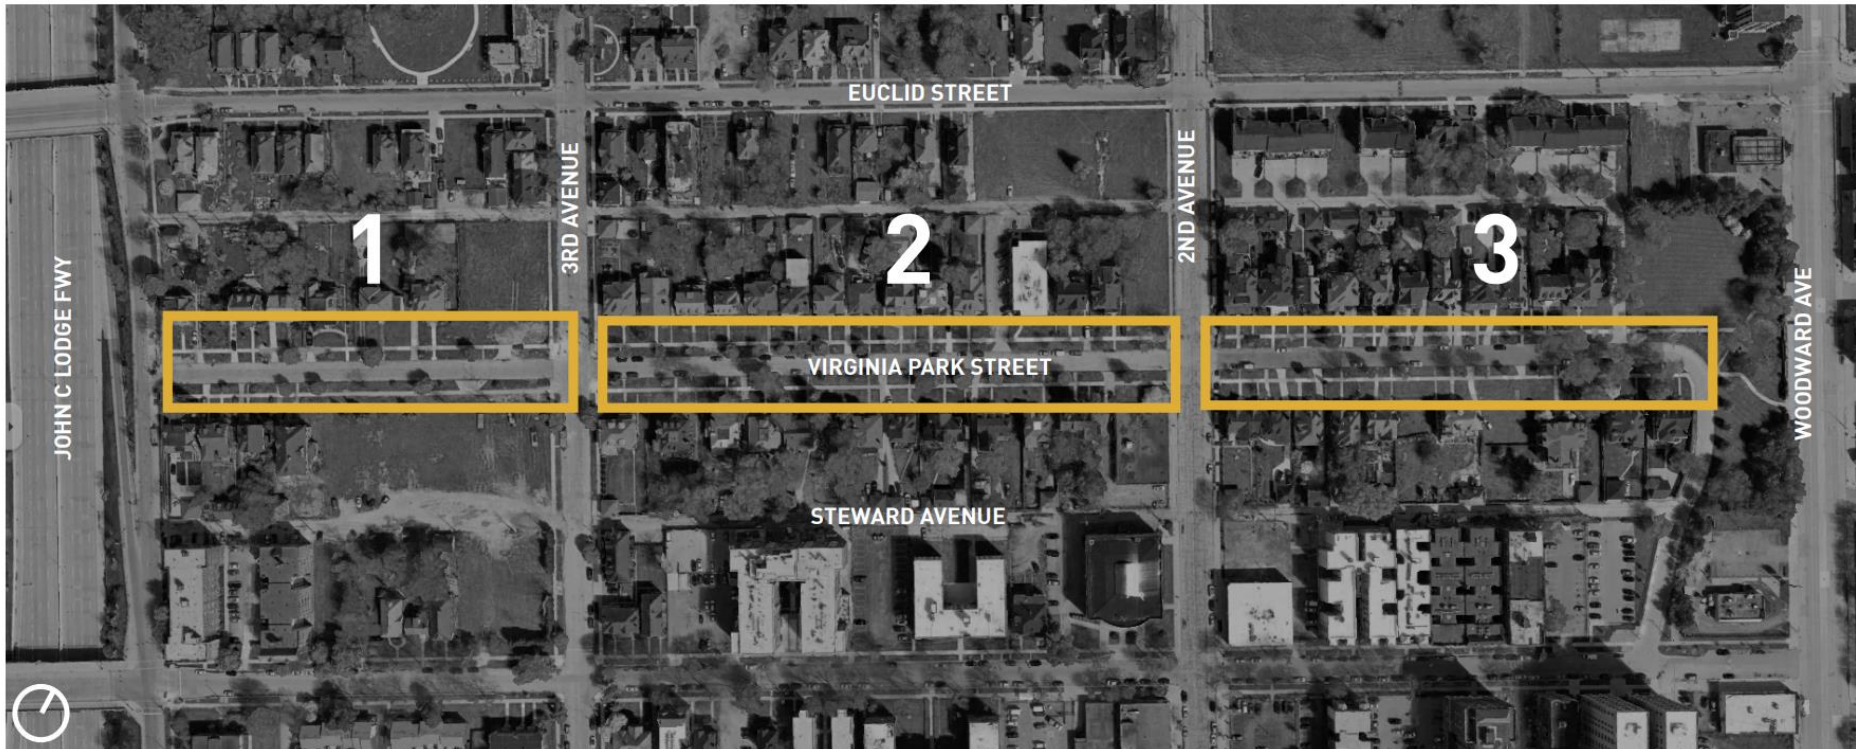 EUCLID STREET
3RD AVENUE
2ND AVENUE
1
2
3
JOHN C LODGE FWY
WOODWARD AVE
VIRGINIA PARK STREET
STEWARD AVENUE